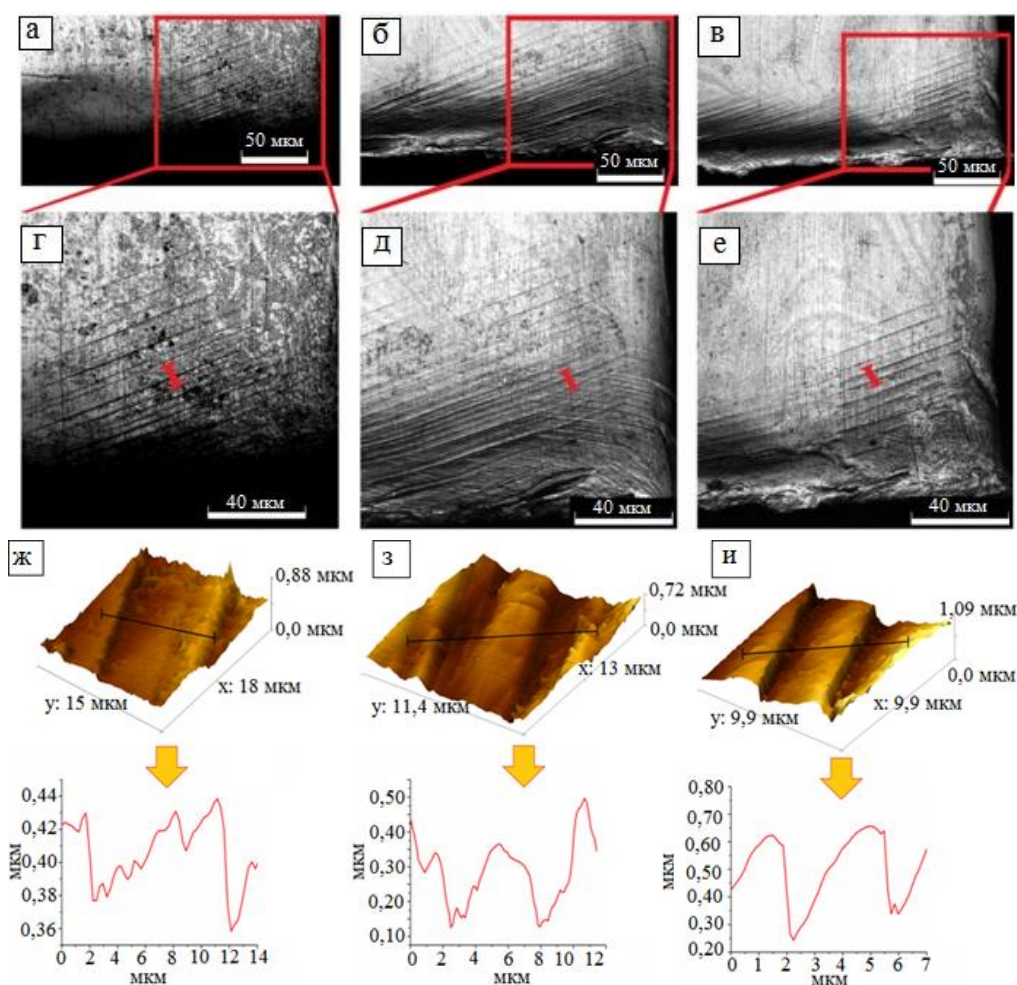 а
б
в
50 мкм
50 мкм
50 мкм
г
д
е
40 мкм
40 мкм
40 мкм
ж
з
и
0,88 мкм
0,0 мкм
x: 18 мкм
y: 15 мкм
0,72 мкм
0,0 мкм
x: 13 мкм
y: 11,4 мкм
1,09 мкм
0,0 мкм
x: 9,9 мкм
y: 9,9 мкм
0,44
0,42
0,40
0,38
0,36
мкм
0 2 4 6 8 10 12 14
мкм
0,50
0,40
0,30
0,20
0,10
мкм
0 2 4 6 8 10 12
мкм
0,80
0,70
0,60
0,50
0,40
0,30
0,20
мкм
0 1 2 3 4 5 6 7
мкм